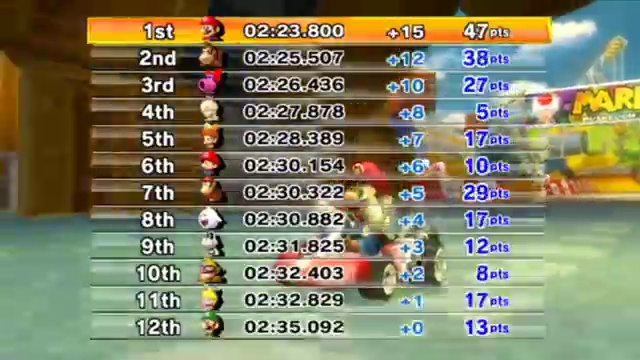 1st 02:23.800 +15 47pts
2nd 02:25.507 +12 38pts
3rd 02:26.436 +10 27pts
4th 02:27.878 +8 5pts
5th 02:28.389 +7 17pts
6th 02:30.154 +6 10pts
7th 02:30.322 +5 29pts
8th 02:30.882 +4 17pts
9th 02:31.825 +3 12pts
10th 02:32.403 +2 8pts
11th 02:32.829 +1 17pts
12th 02:35.092 +0 13pts
MARI